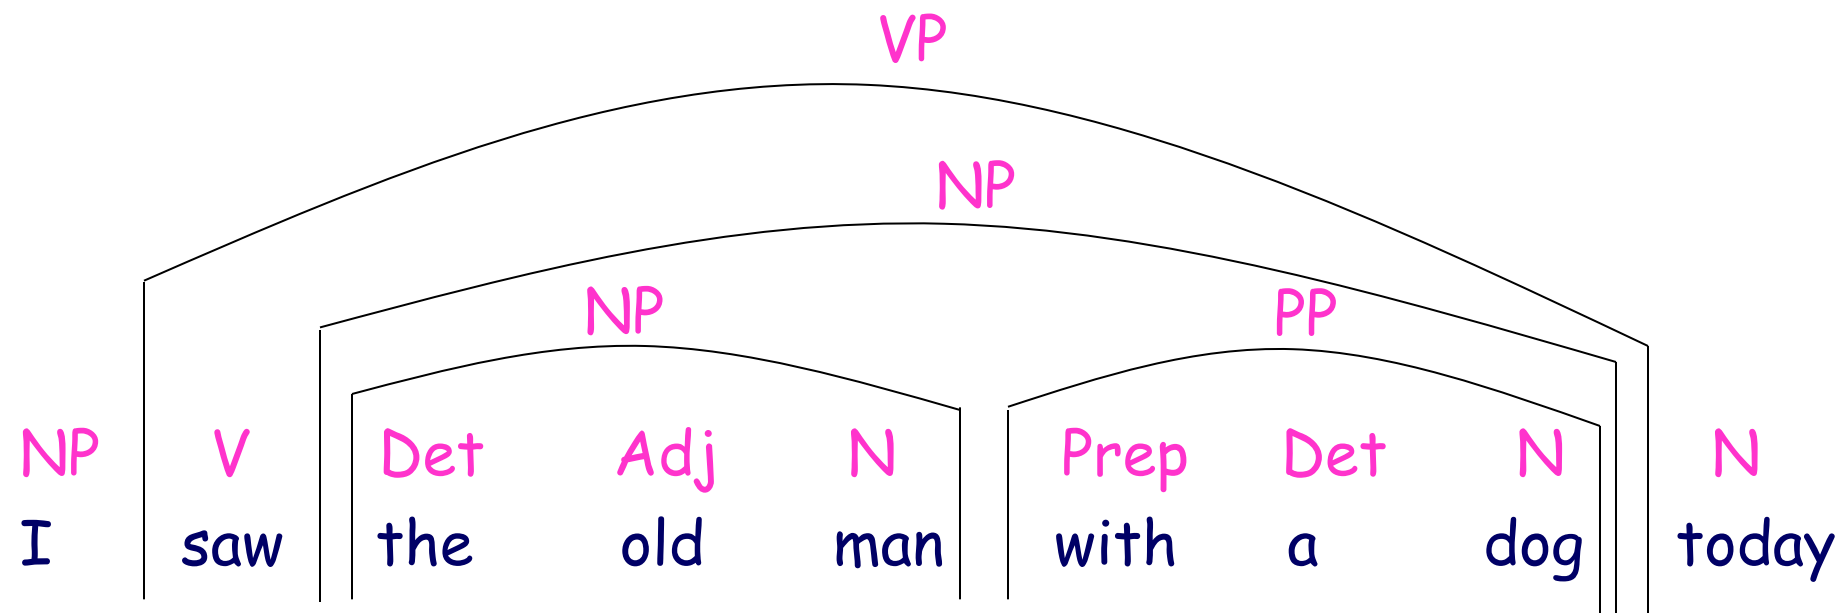 VP
NP
NP PP
NP V Det Adj N Prep Det N N
I saw the old man with a dog today